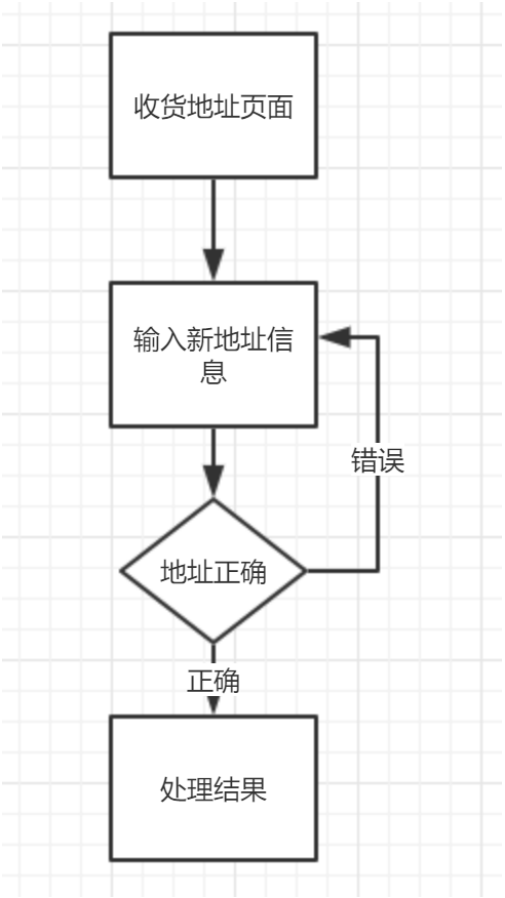 收货地址页面
输入新地址信
息
错误
地址正确
正确
处理结果